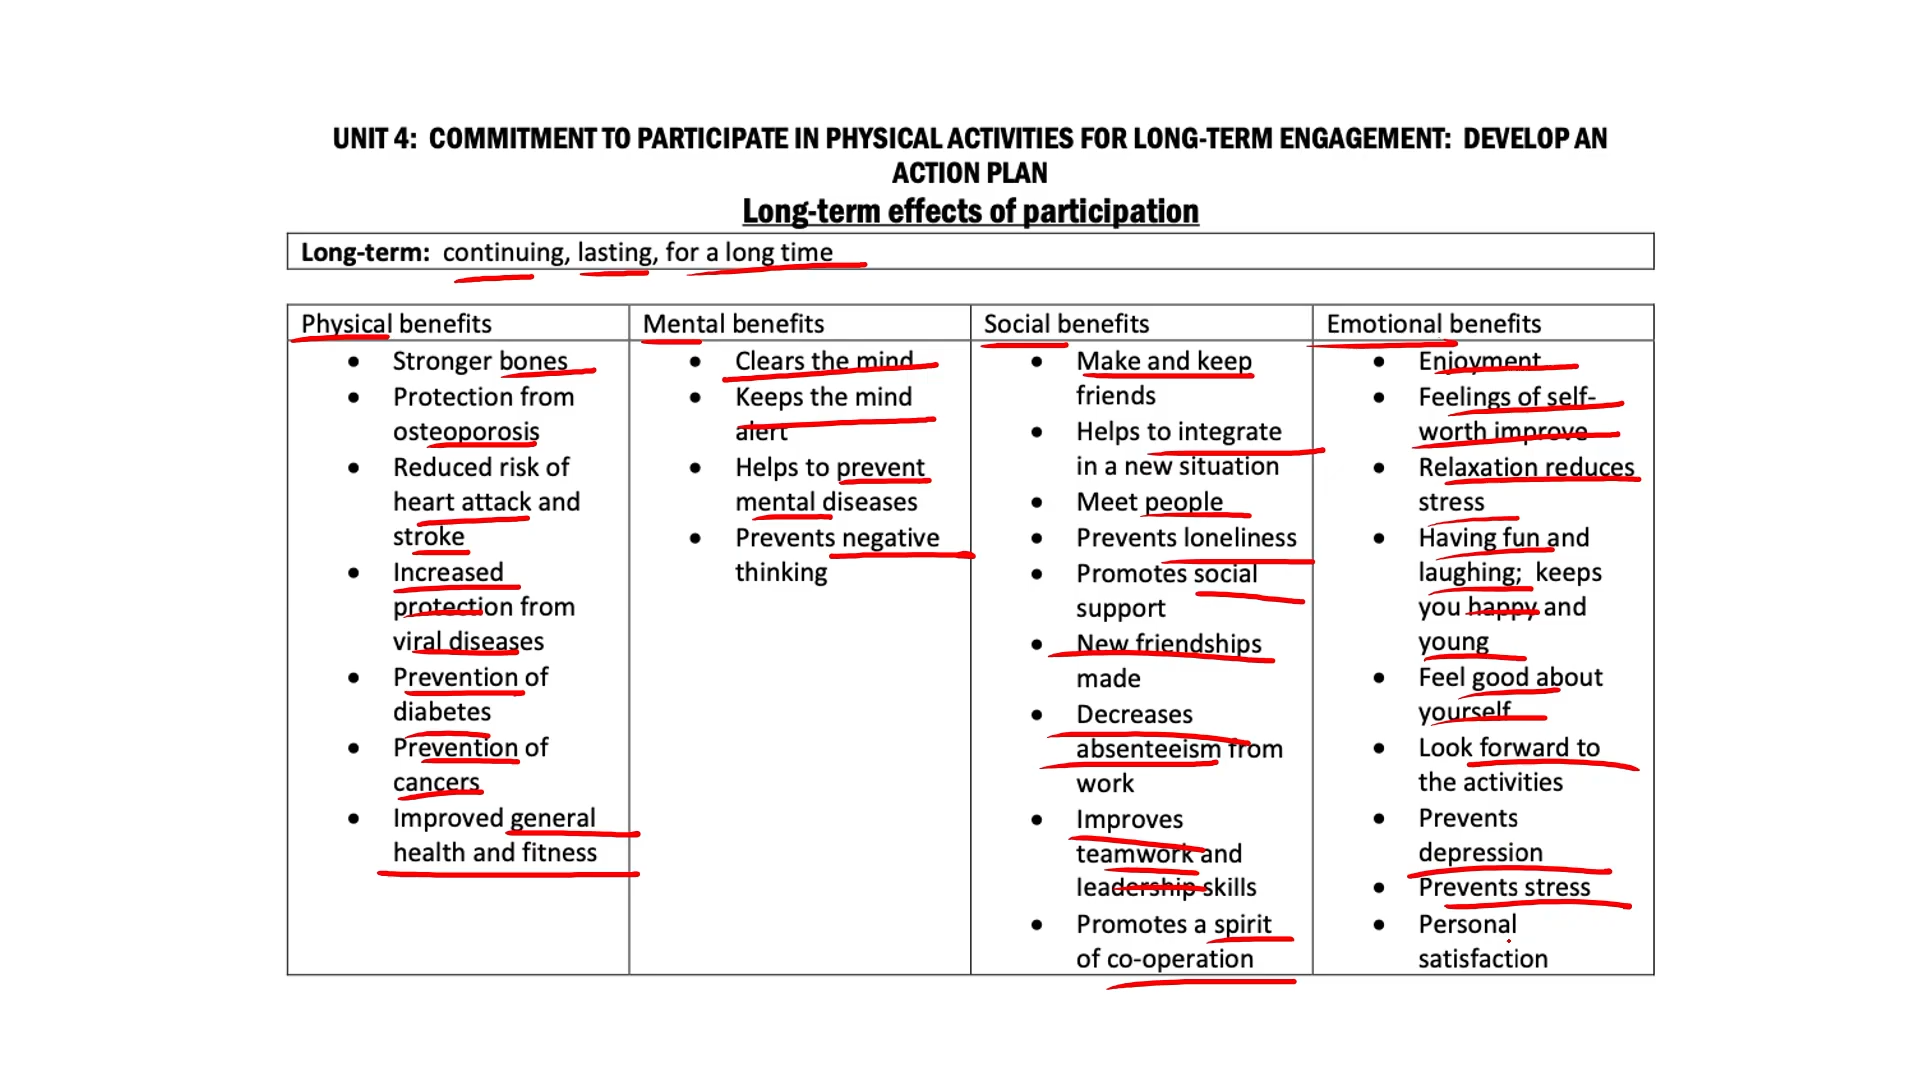 UNIT 4: COMMITMENT TO PARTICIPATE IN PHYSICAL ACTIVITIES FOR LONG-TERM ENGAGEMENT: DEVELOP AN
ACTION PLAN
Long-term effects of participation
Long-term: continuing, lasting, for a long time
Physical benefits
• Stronger bones
• Protection from
osteoporosis
• Reduced risk of
heart attack and
stroke
• Increased
protection from
viral diseases
• Prevention of
diabetes
• Prevention of
cancers
• Improved general
health and fitness
Mental benefits
• Clears the mind
• Keeps the mind
alert
• Helps to prevent
mental diseases
• Prevents negative
thinking
Social benefits
• Make and keep
friends
• Helps to integrate
in a new situation
• Meet people
• Prevents loneliness
• Promotes social
support
• New friendships
made
• Decreases
absenteeism from
work
• Improves
teamwork and
leadership skills
• Promotes a spirit
of co-operation
Emotional benefits
• Enjoyment
• Feelings of self-
worth improve
• Relaxation reduces
stress
• Having fun and
laughing; keeps
you happy and
young
• Feel good about
yourself
• Look forward to
the activities
• Prevents
depression
• Prevents stress
• Personal
satisfaction